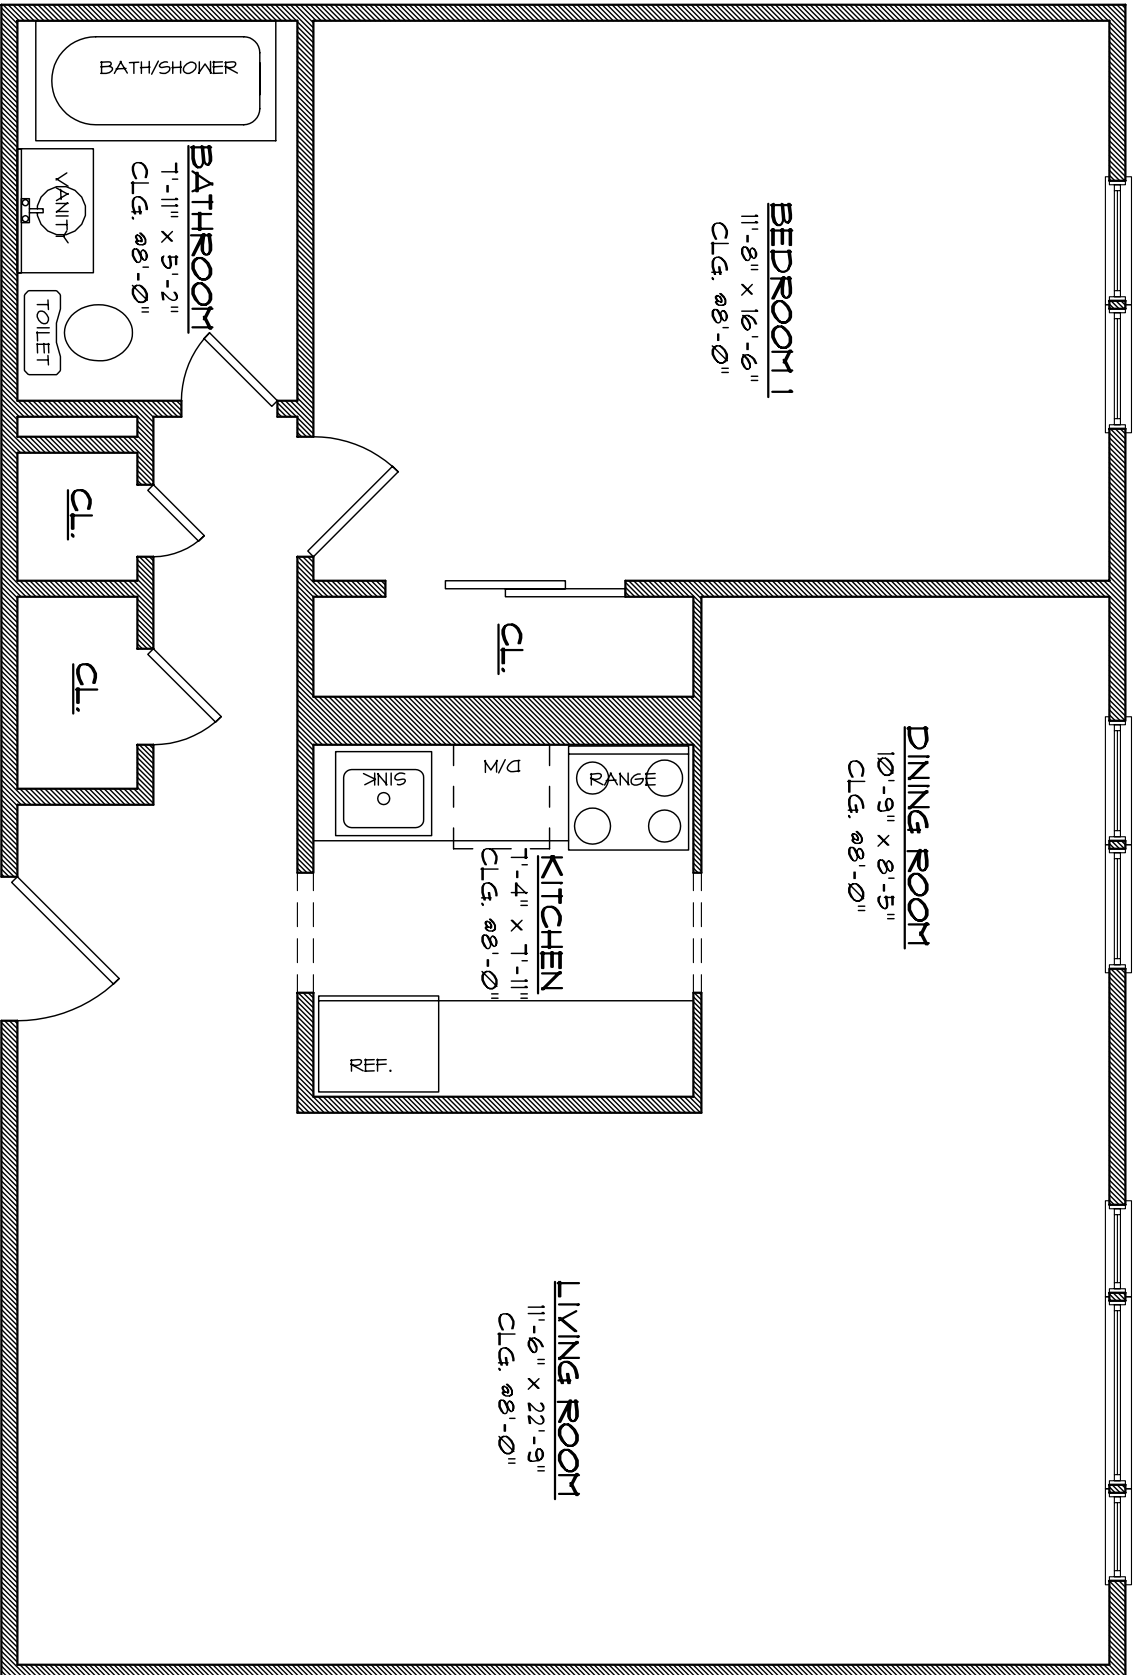 BATH/SHOWER
BATHROOM
7'-11" x 5'-2"
CLG. @8'-0"
VANITY
TOILET
BEDROOM 1
11'-8" x 16'-6"
CLG. @8'-0"
CL.
CL.
CL.
SINK
D/W
RANGE
KITCHEN
7'-4" x 7'-11"
CLG. @8'-0"
REF.
DINING ROOM
10'-9" x 8'-5"
CLG. @8'-0"
LIVING ROOM
11'-6" x 22'-9"
CLG. @8'-0"